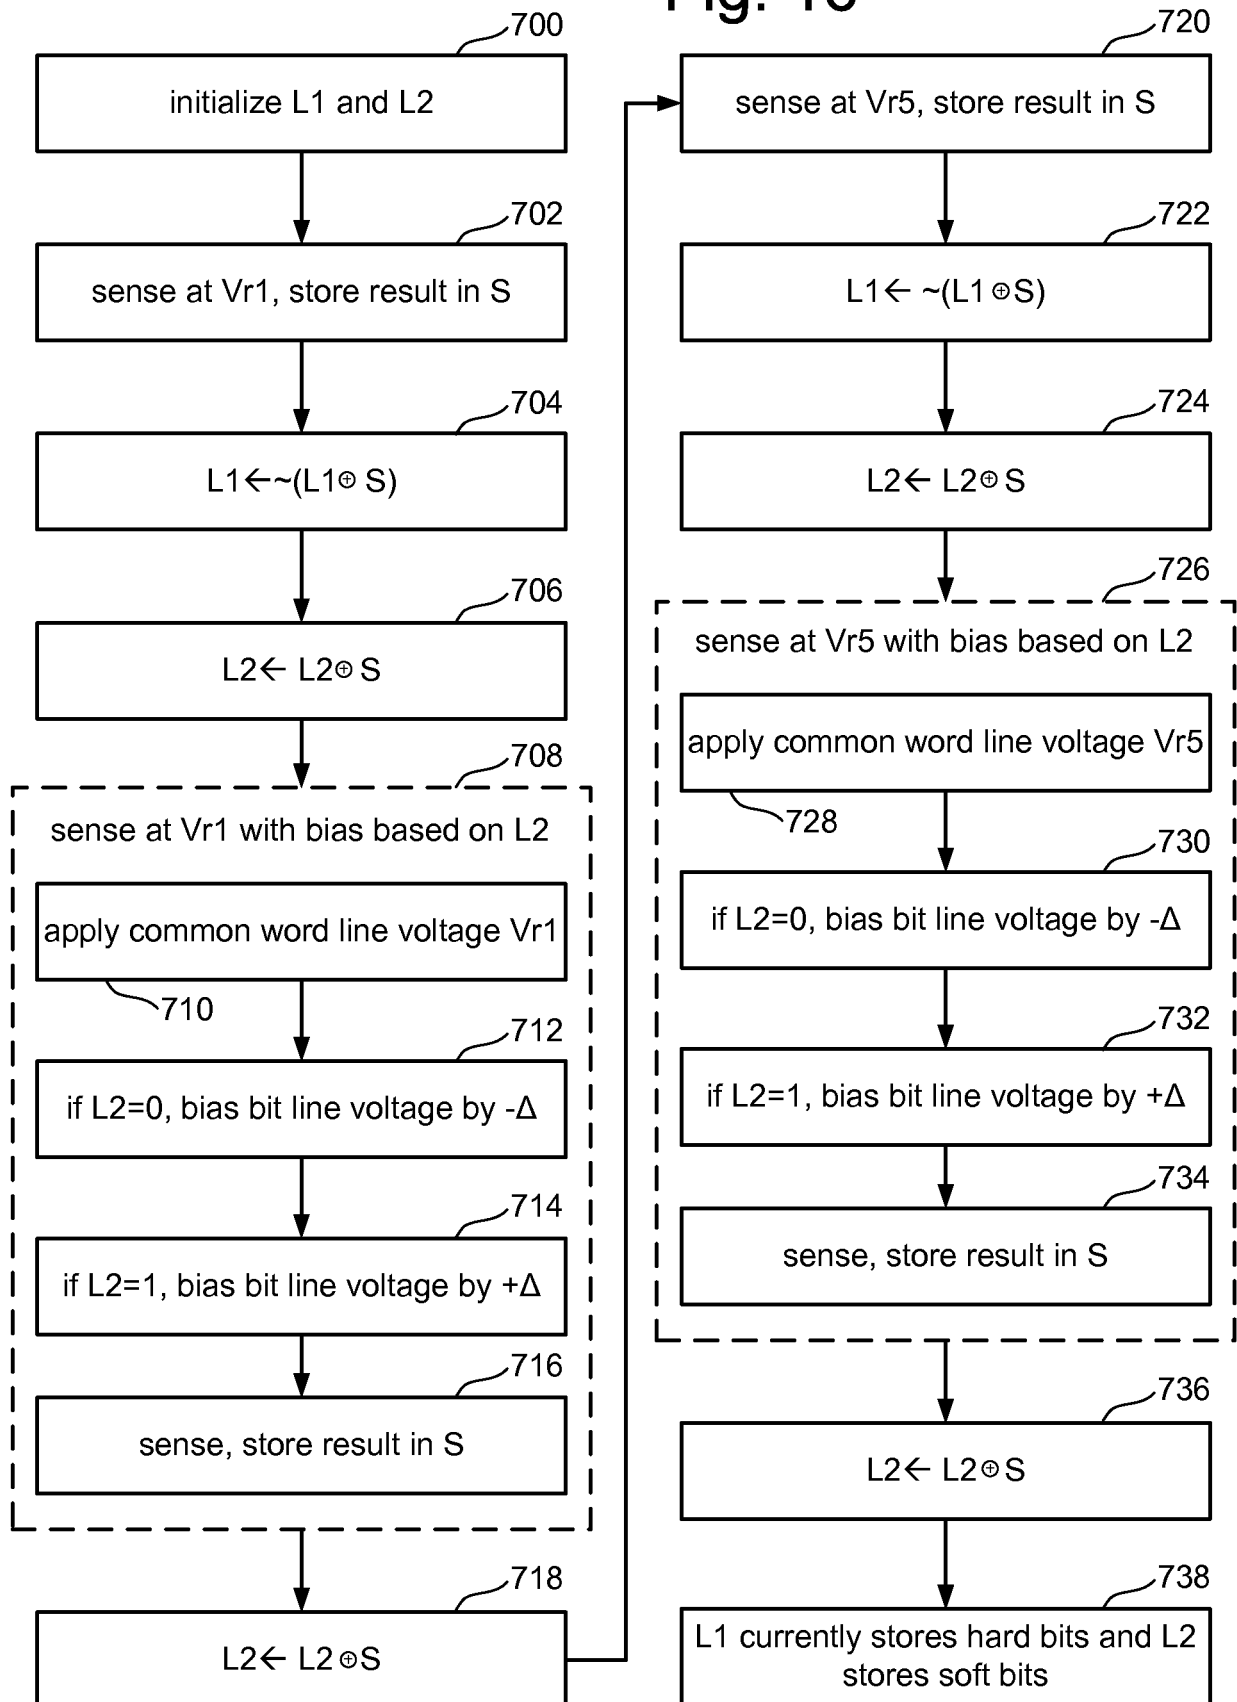 Fig. 16
700
initialize L1 and L2
702
sense at Vr1, store result in S
704
L1←~(L1⊕ S)
706
L2← L2⊕ S
708
sense at Vr1 with bias based on L2
apply common word line voltage Vr1
710
712
if L2=0, bias bit line voltage by -Δ
714
if L2=1, bias bit line voltage by +Δ
716
sense, store result in S
718
L2← L2 ⊕S
720
sense at Vr5, store result in S
722
L1← ~(L1 ⊕S)
724
L2← L2⊕ S
726
sense at Vr5 with bias based on L2
apply common word line voltage Vr5
728
730
if L2=0, bias bit line voltage by -Δ
732
if L2=1, bias bit line voltage by +Δ
734
sense, store result in S
736
L2← L2⊕ S
738
L1 currently stores hard bits and L2
stores soft bits